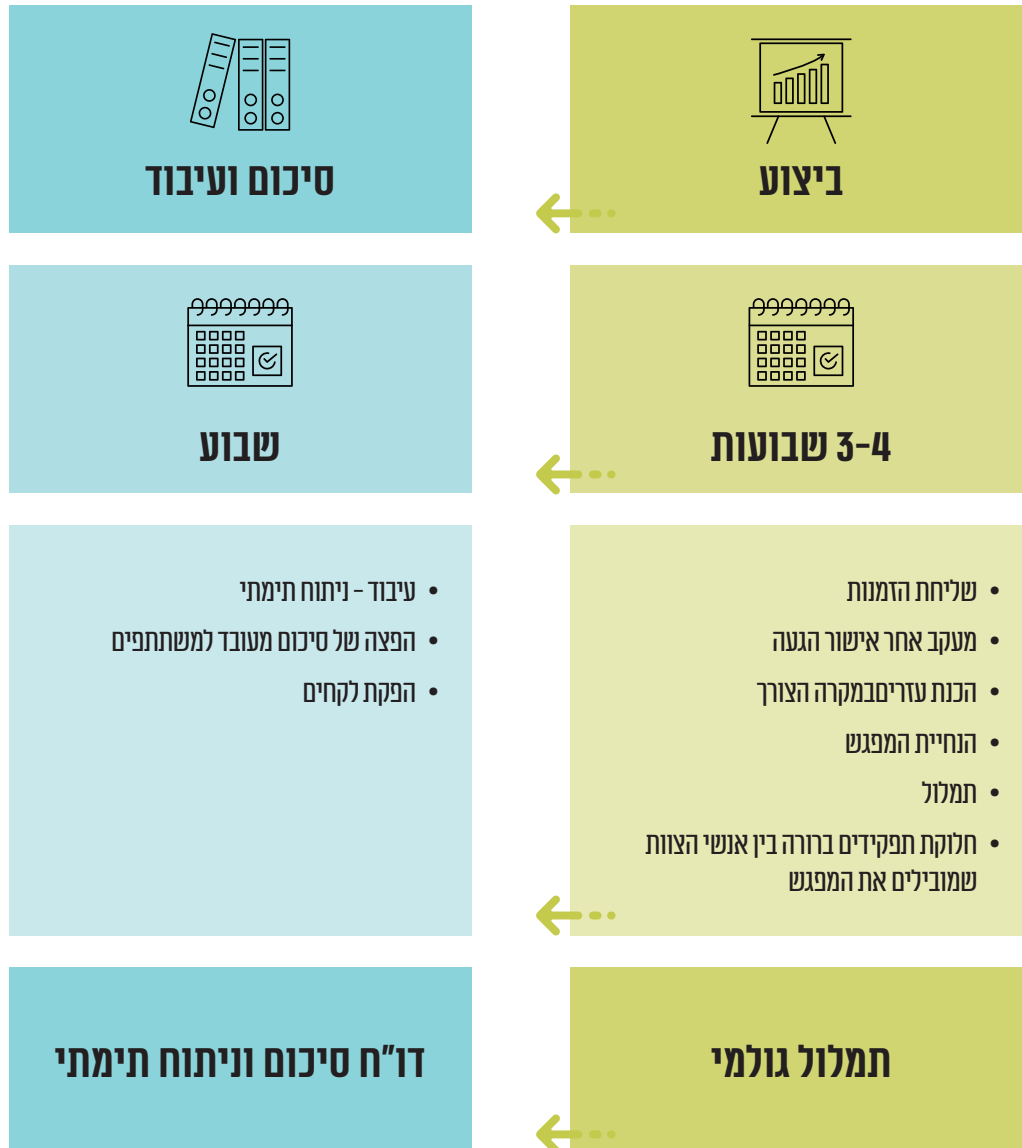 ביצוע
סיכום ועיבוד
3-4 שבועות
שבוע
• שליחת הזמנות
• מעקב אחר אישור הגעה
• הכנת עזריםבמקרה הצורך
• הנחיית המפגש
• תמלול
• חלוקת תפקידים ברורה בין אנשי הצוות
שמובילים את המפגש
• עיבוד - ניתוח תימתי
• הפצה של סיכום מעובד למשתתפים
• הפקת לקחים
תמלול גולמי
דו"ח סיכום וניתוח תימתי